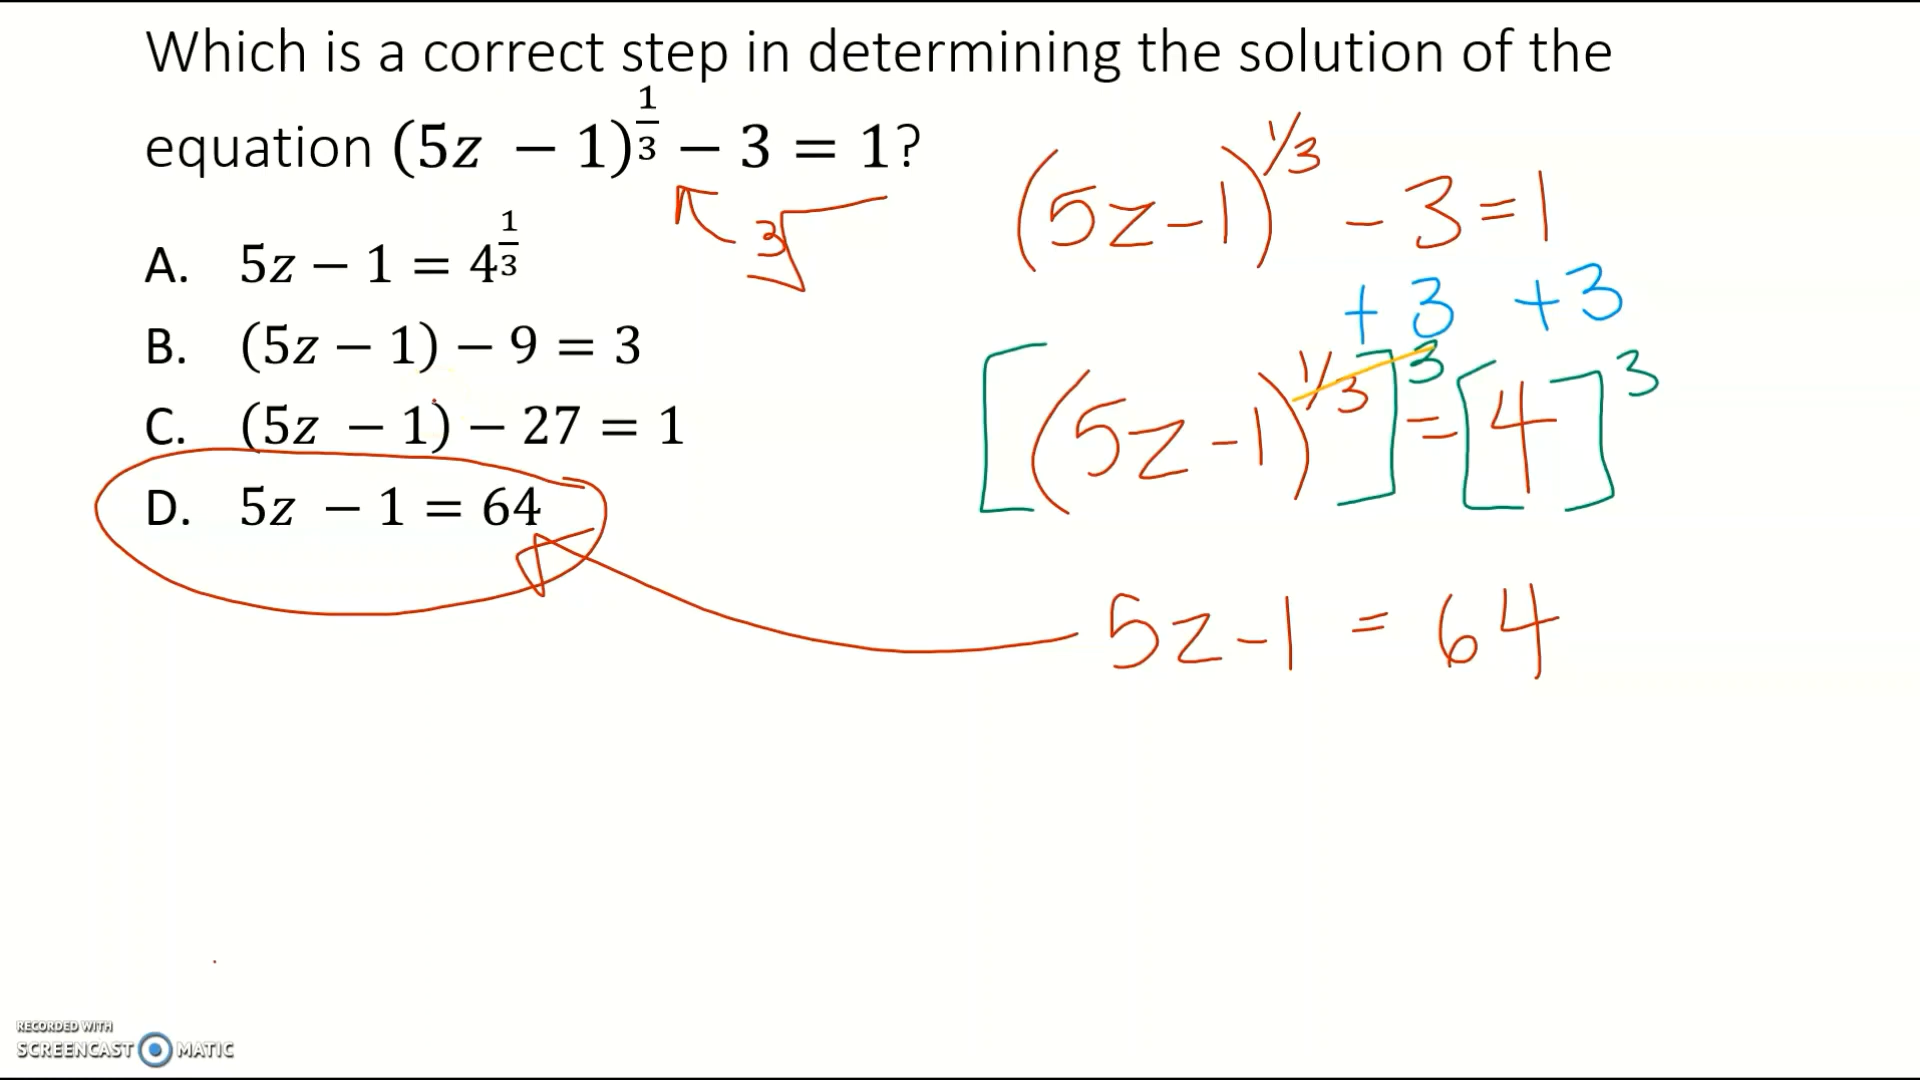 Which is a correct step in determining the solution of the
equation (5z − 1)^(1/3) − 3 = 1?
A. 5z − 1 = 4^(1/3)
B. (5z − 1) − 9 = 3
C. (5z − 1) − 27 = 1
D. 5z − 1 = 64
∛
(5z-1)^(1/3) - 3 = 1
+ 3 +3
[(5z-1)^(1/3)]^3 = [4]^3
5z-1 = 64
RECORDED WITH
SCREENCAST MATIC